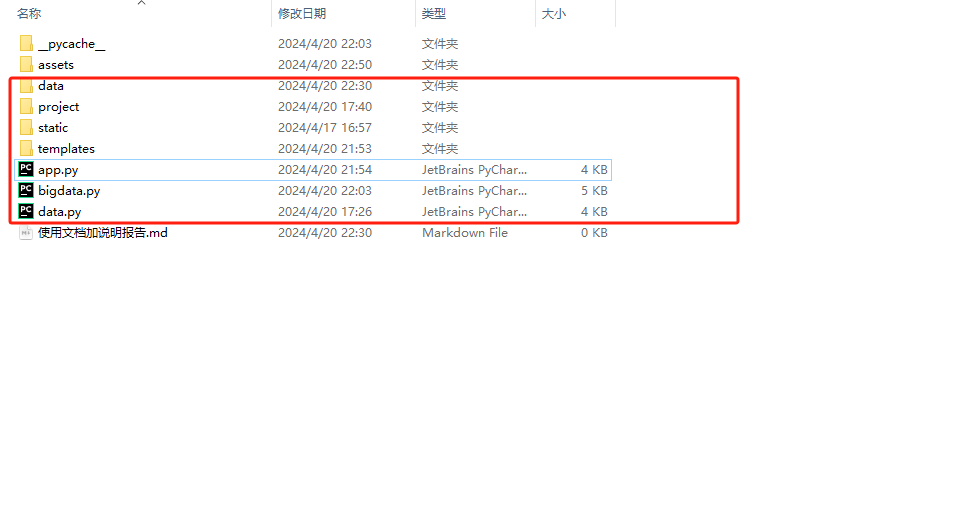 名称 修改日期 类型 大小
__pycache__ 2024/4/20 22:03 文件夹
assets 2024/4/20 22:50 文件夹
data 2024/4/20 22:30 文件夹
project 2024/4/20 17:40 文件夹
static 2024/4/17 16:57 文件夹
templates 2024/4/20 21:53 文件夹
app.py 2024/4/20 21:54 JetBrains PyChar... 4 KB
bigdata.py 2024/4/20 22:03 JetBrains PyChar... 5 KB
data.py 2024/4/20 17:26 JetBrains PyChar... 4 KB
使用文档加说明报告.md 2024/4/20 22:30 Markdown File 0 KB